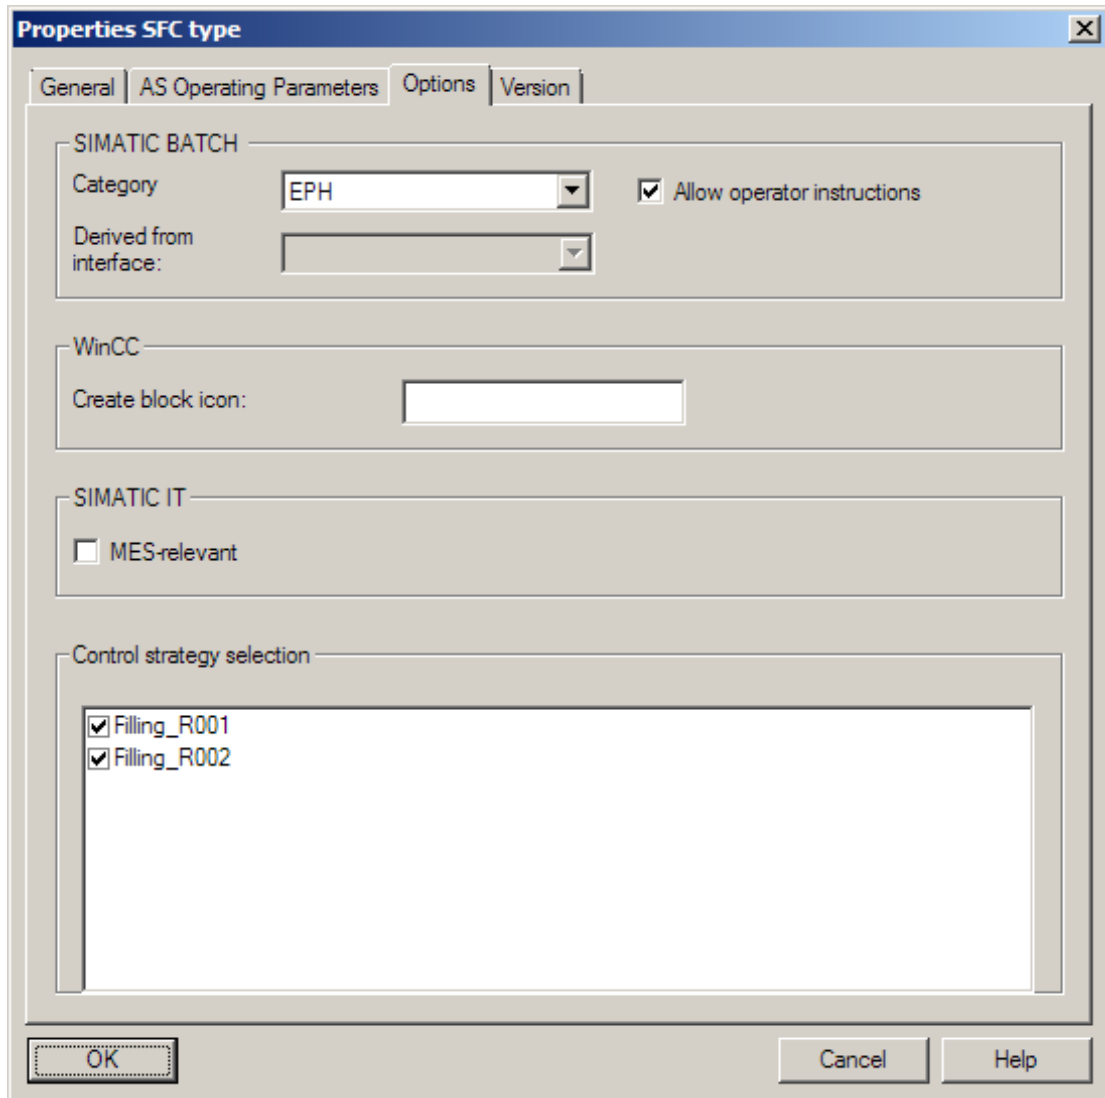 Properties SFC type
General
AS Operating Parameters
Options
Version
SIMATIC BATCH
Category
EPH
Allow operator instructions
Derived from
interface:
WinCC
Create block icon:
SIMATIC IT
MES-relevant
Control strategy selection
Filling_R001
Filling_R002
OK
Cancel
Help